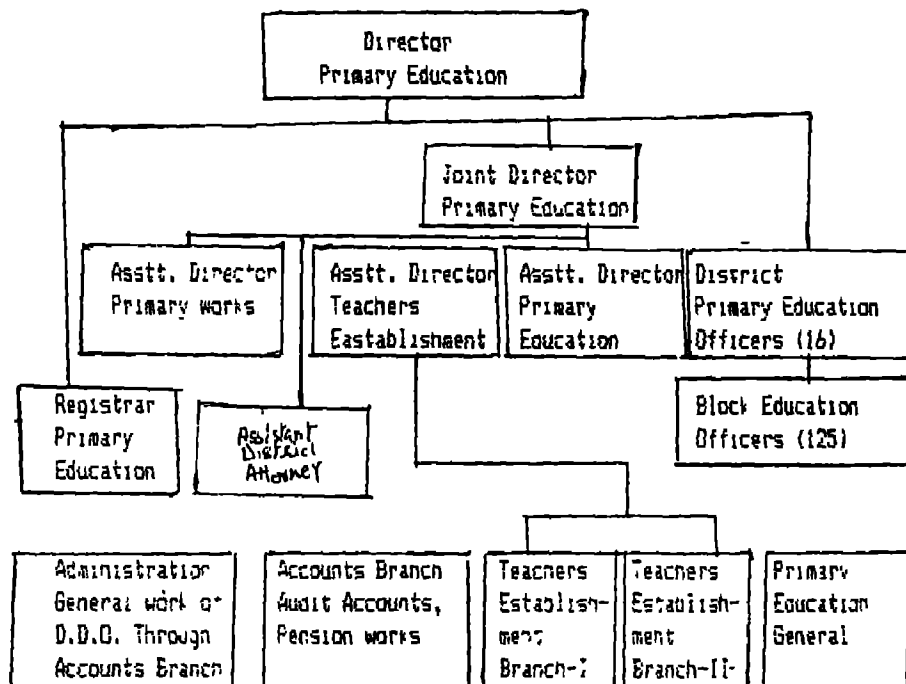 Director
Primary Education
Joint Director
Primary Education
Asstt. Director
Primary works
Asstt. Director
Teachers
Eastablishment
Asstt. Director
Primary
Education
District
Primary Education
Officers (16)
Registrar
Primary
Education
Assistant
District
Attorney
Block Education
Officers (125)
Administration
General work of
D.D.O. Through
Accounts Branch
Accounts Branch
Audit Accounts,
Pension works
Teachers
Establish-
ment
Branch-I
Teachers
Establish-
ment
Branch-II-
Primary
Education
General